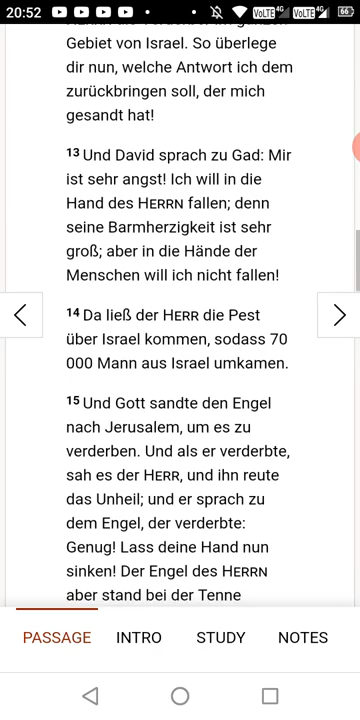 20:52 VoLTE 4G VoLTE 4G 66
Gebiet von Israel. So überlege
dir nun, welche Antwort ich dem
zurückbringen soll, der mich
gesandt hat!
13 Und David sprach zu Gad: Mir
ist sehr angst! Ich will in die
Hand des HERRN fallen; denn
seine Barmherzigkeit ist sehr
groß; aber in die Hände der
Menschen will ich nicht fallen!
14 Da ließ der HERR die Pest
über Israel kommen, sodass 70
000 Mann aus Israel umkamen.
15 Und Gott sandte den Engel
nach Jerusalem, um es zu
verderben. Und als er verderbte,
sah es der HERR, und ihn reute
das Unheil; und er sprach zu
dem Engel, der verderbte:
Genug! Lass deine Hand nun
sinken! Der Engel des HERRN
aber stand bei der Tenne
PASSAGE INTRO STUDY NOTES